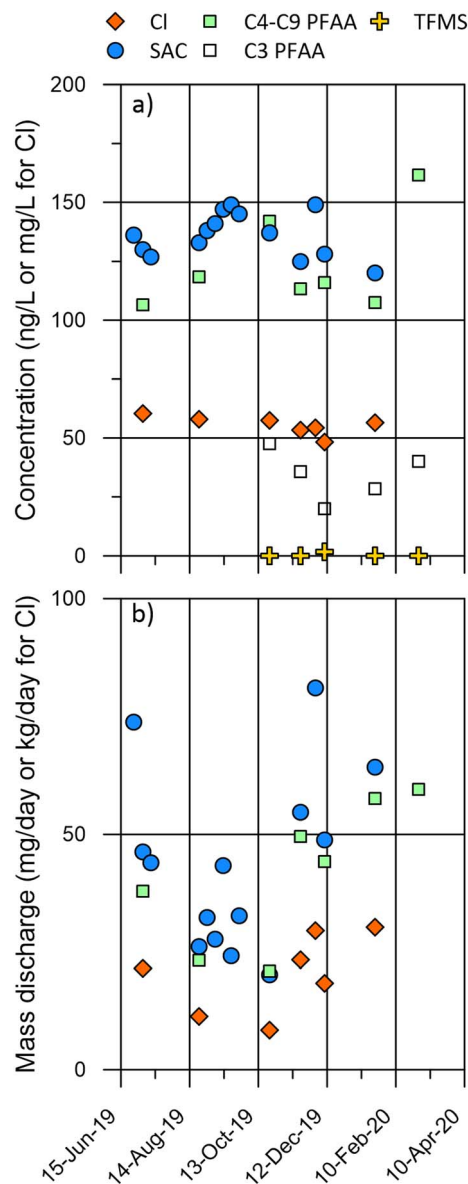 Cl C4-C9 PFAA TFMS
SAC C3 PFAA
a)
200
150
100
50
0
Concentration (ng/L or mg/L for Cl)
b)
100
50
0
Mass discharge (mg/day or kg/day for Cl)
15-Jun-19 14-Aug-19 13-Oct-19 12-Dec-19 10-Feb-20 10-Apr-20